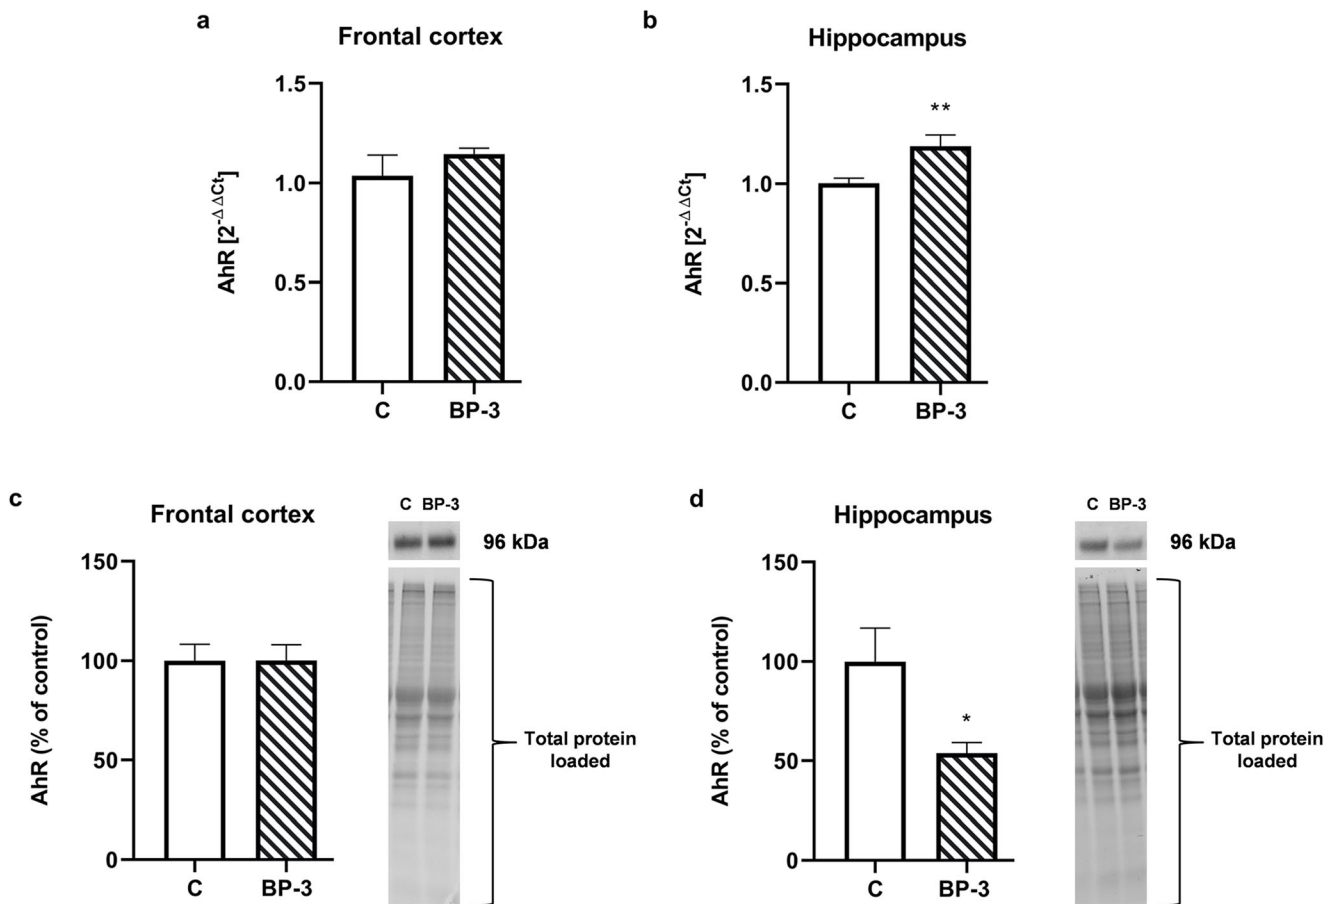 a
Frontal cortex
AhR [2^-ΔΔCt]
1.5
1.0
0.5
0.0
C
BP-3
b
Hippocampus
AhR [2^-ΔΔCt]
1.5
1.0
0.5
0.0
**
C
BP-3
c
Frontal cortex
AhR (% of control)
150
100
50
0
C
BP-3
C BP-3
96 kDa
Total protein
loaded
d
Hippocampus
AhR (% of control)
150
100
50
0
*
C
BP-3
C BP-3
96 kDa
Total protein
loaded